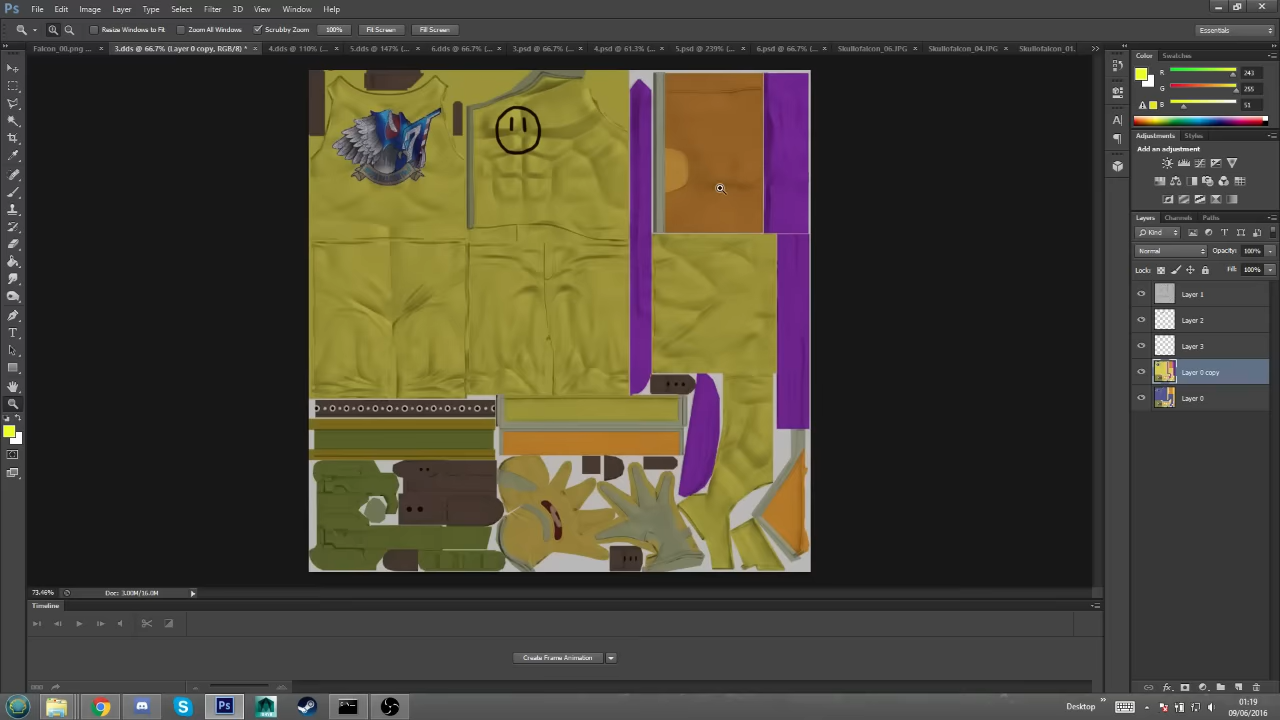 Ps File Edit Image Layer Type Select Filter 3D View Window Help
Resize Windows to Fit Zoom All Windows Scrubby Zoom 100% Fit Screen Fill Screen Essentials
Falcon_00.png ... 3.dds @ 66.7% (Layer 0 copy, RGB/8) * 4.dds @ 110% (... 5.dds @ 147% (... 6.dds @ 66.7% (... 3.psd @ 66.7% (... 4.psd @ 61.3% (... 5.psd @ 239% (... 6.psd @ 66.7% (... Skullofalcon_06.JPG Skullofalcon_04.JPG Skullofalcon_01.
Color
R 243
G 255
B 51
Adjustments Styles
Add an adjustment
Layers Channels Paths
Kind
Normal Opacity: 100%
Lock: Fill: 100%
Layer 1
Layer 2
Layer 3
Layer 0 copy
Layer 0
73.46% Doc: 3.00M/16.0M
Timeline
Create Frame Animation
Desktop
01:19
09/06/2016